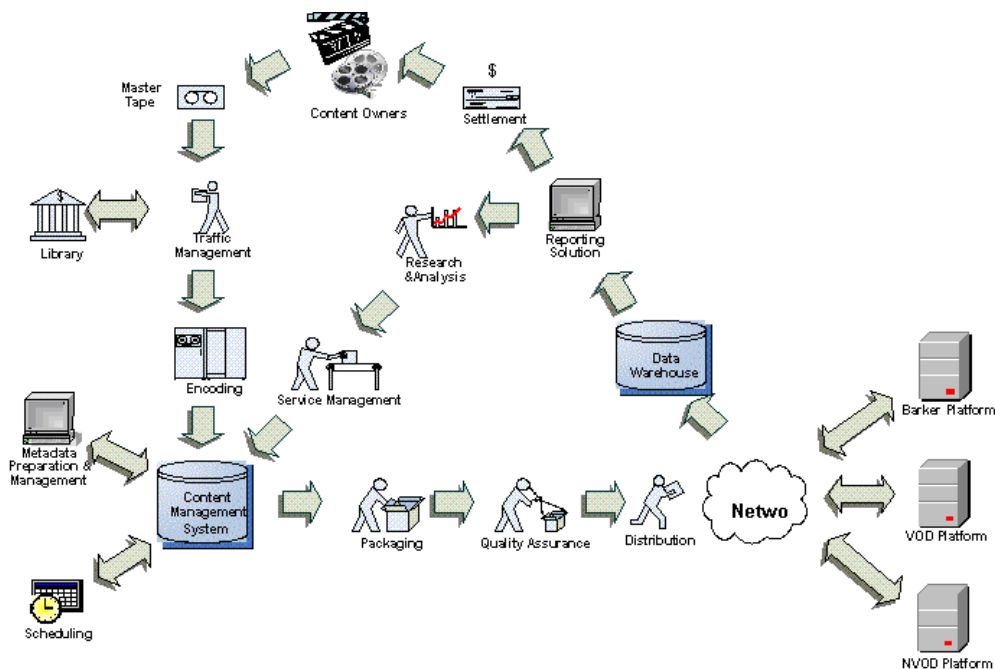 $
Master
Tape
Content Owners
Settlement
$
Library
Traffic
Management
Research
&Analysis
Reporting
Solution
Encoding
Service Management
Data
Warehouse
Barker Platform
Metadata
Preparation &
Management
Content
Management
System
Packaging
Quality Assurance
Distribution
Netwo
VOD Platform
Scheduling
NVOD Platform